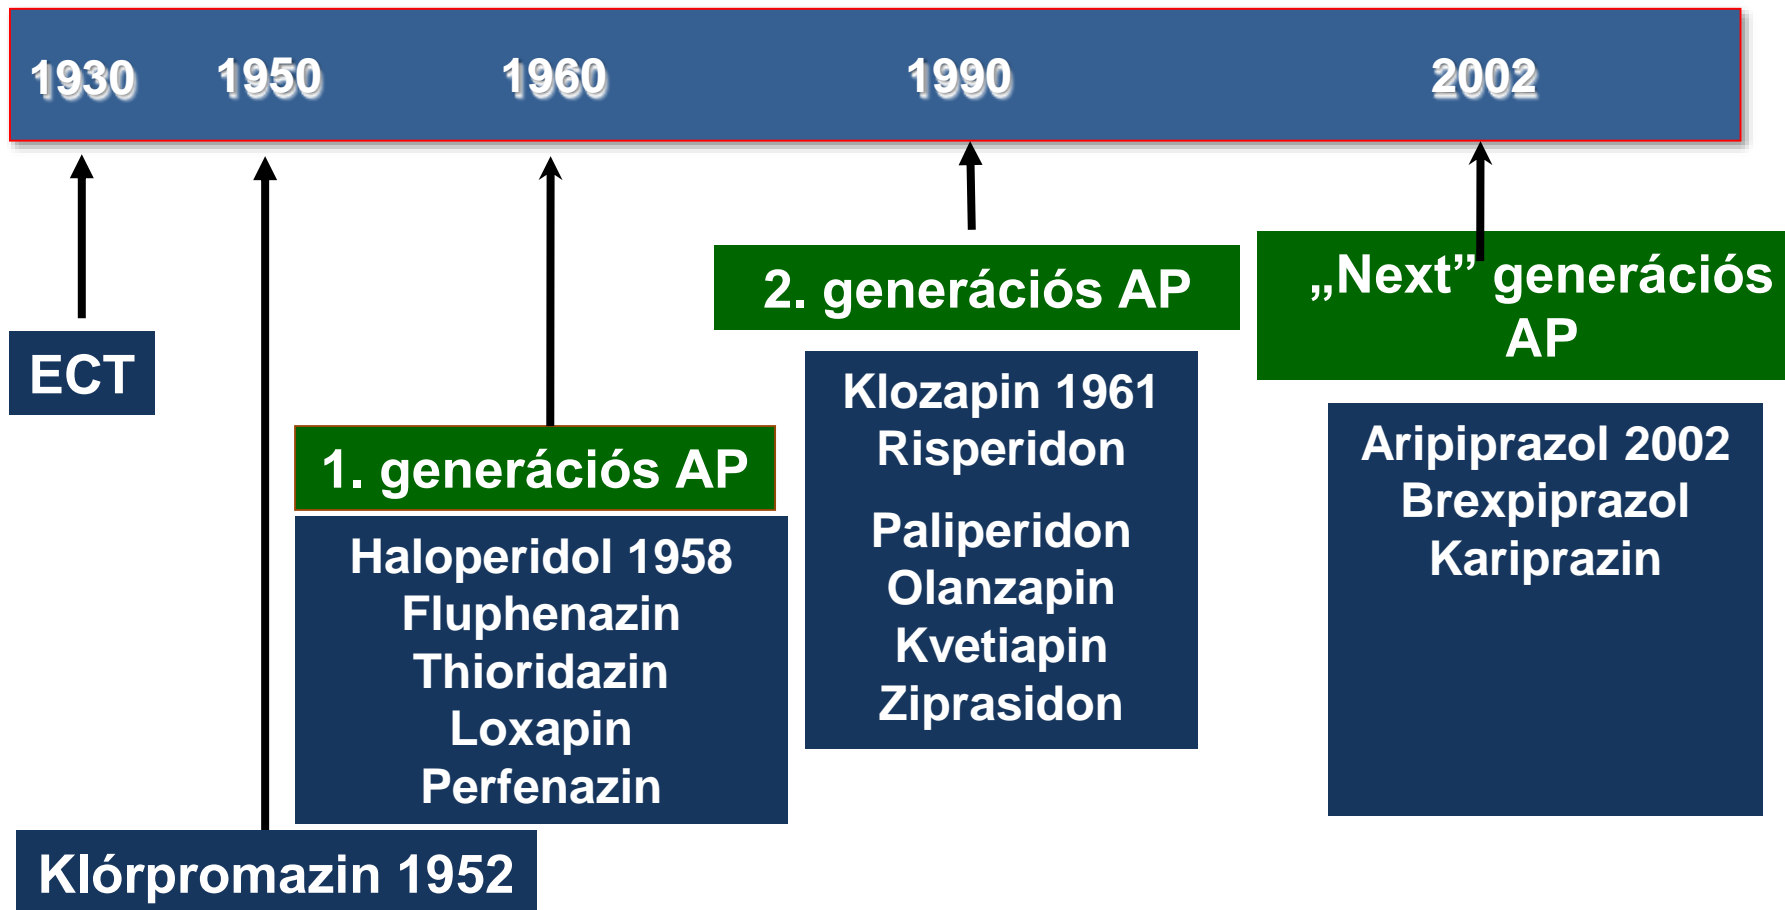 1930 1950 1960 1990 2002
ECT
Klórpromazin 1952
1. generációs AP
Haloperidol 1958
Fluphenazin
Thioridazin
Loxapin
Perfenazin
2. generációs AP
Klozapin 1961
Risperidon
Paliperidon
Olanzapin
Kvetiapin
Ziprasidon
„Next” generációs
AP
Aripiprazol 2002
Brexpiprazol
Kariprazin